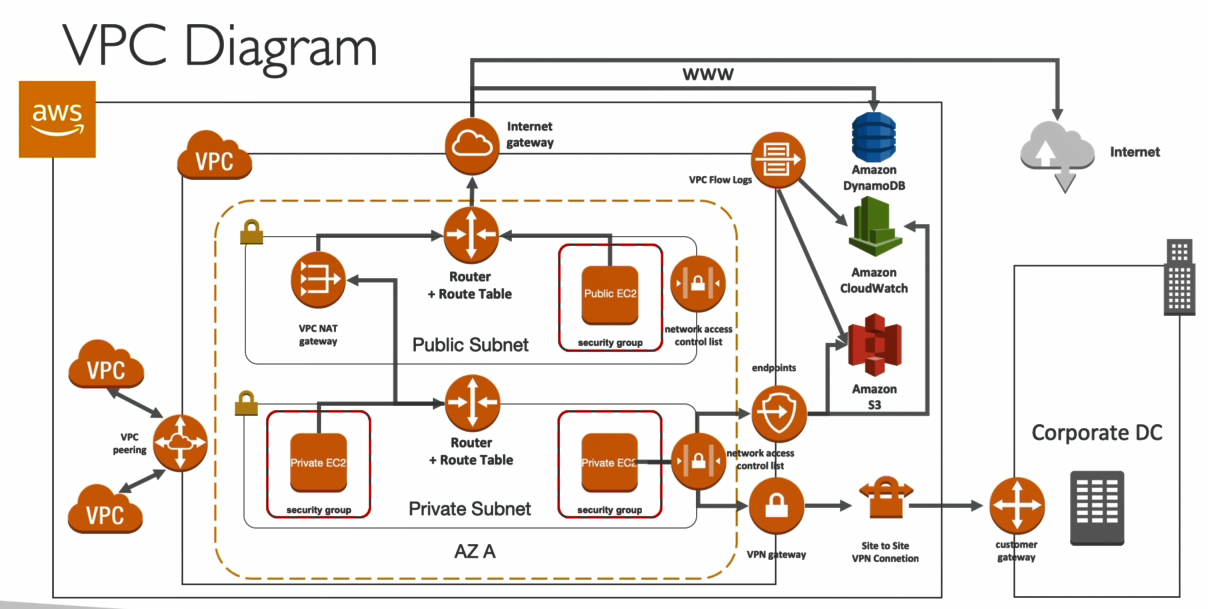 VPC Diagram
aws
WWW
Internet
gateway
Internet
VPC
VPC Flow Logs
Amazon
DynamoDB
Amazon
CloudWatch
Amazon
S3
Router
+ Route Table
VPC NAT
gateway
Public EC2
security group
network access
control list
Public Subnet
VPC
VPC
peering
VPC
Router
+ Route Table
Private EC2
security group
Private EC2
security group
network access
control list
Private Subnet
AZ A
endpoints
VPN gateway
Site to Site
VPN Connetion
customer
gateway
Corporate DC